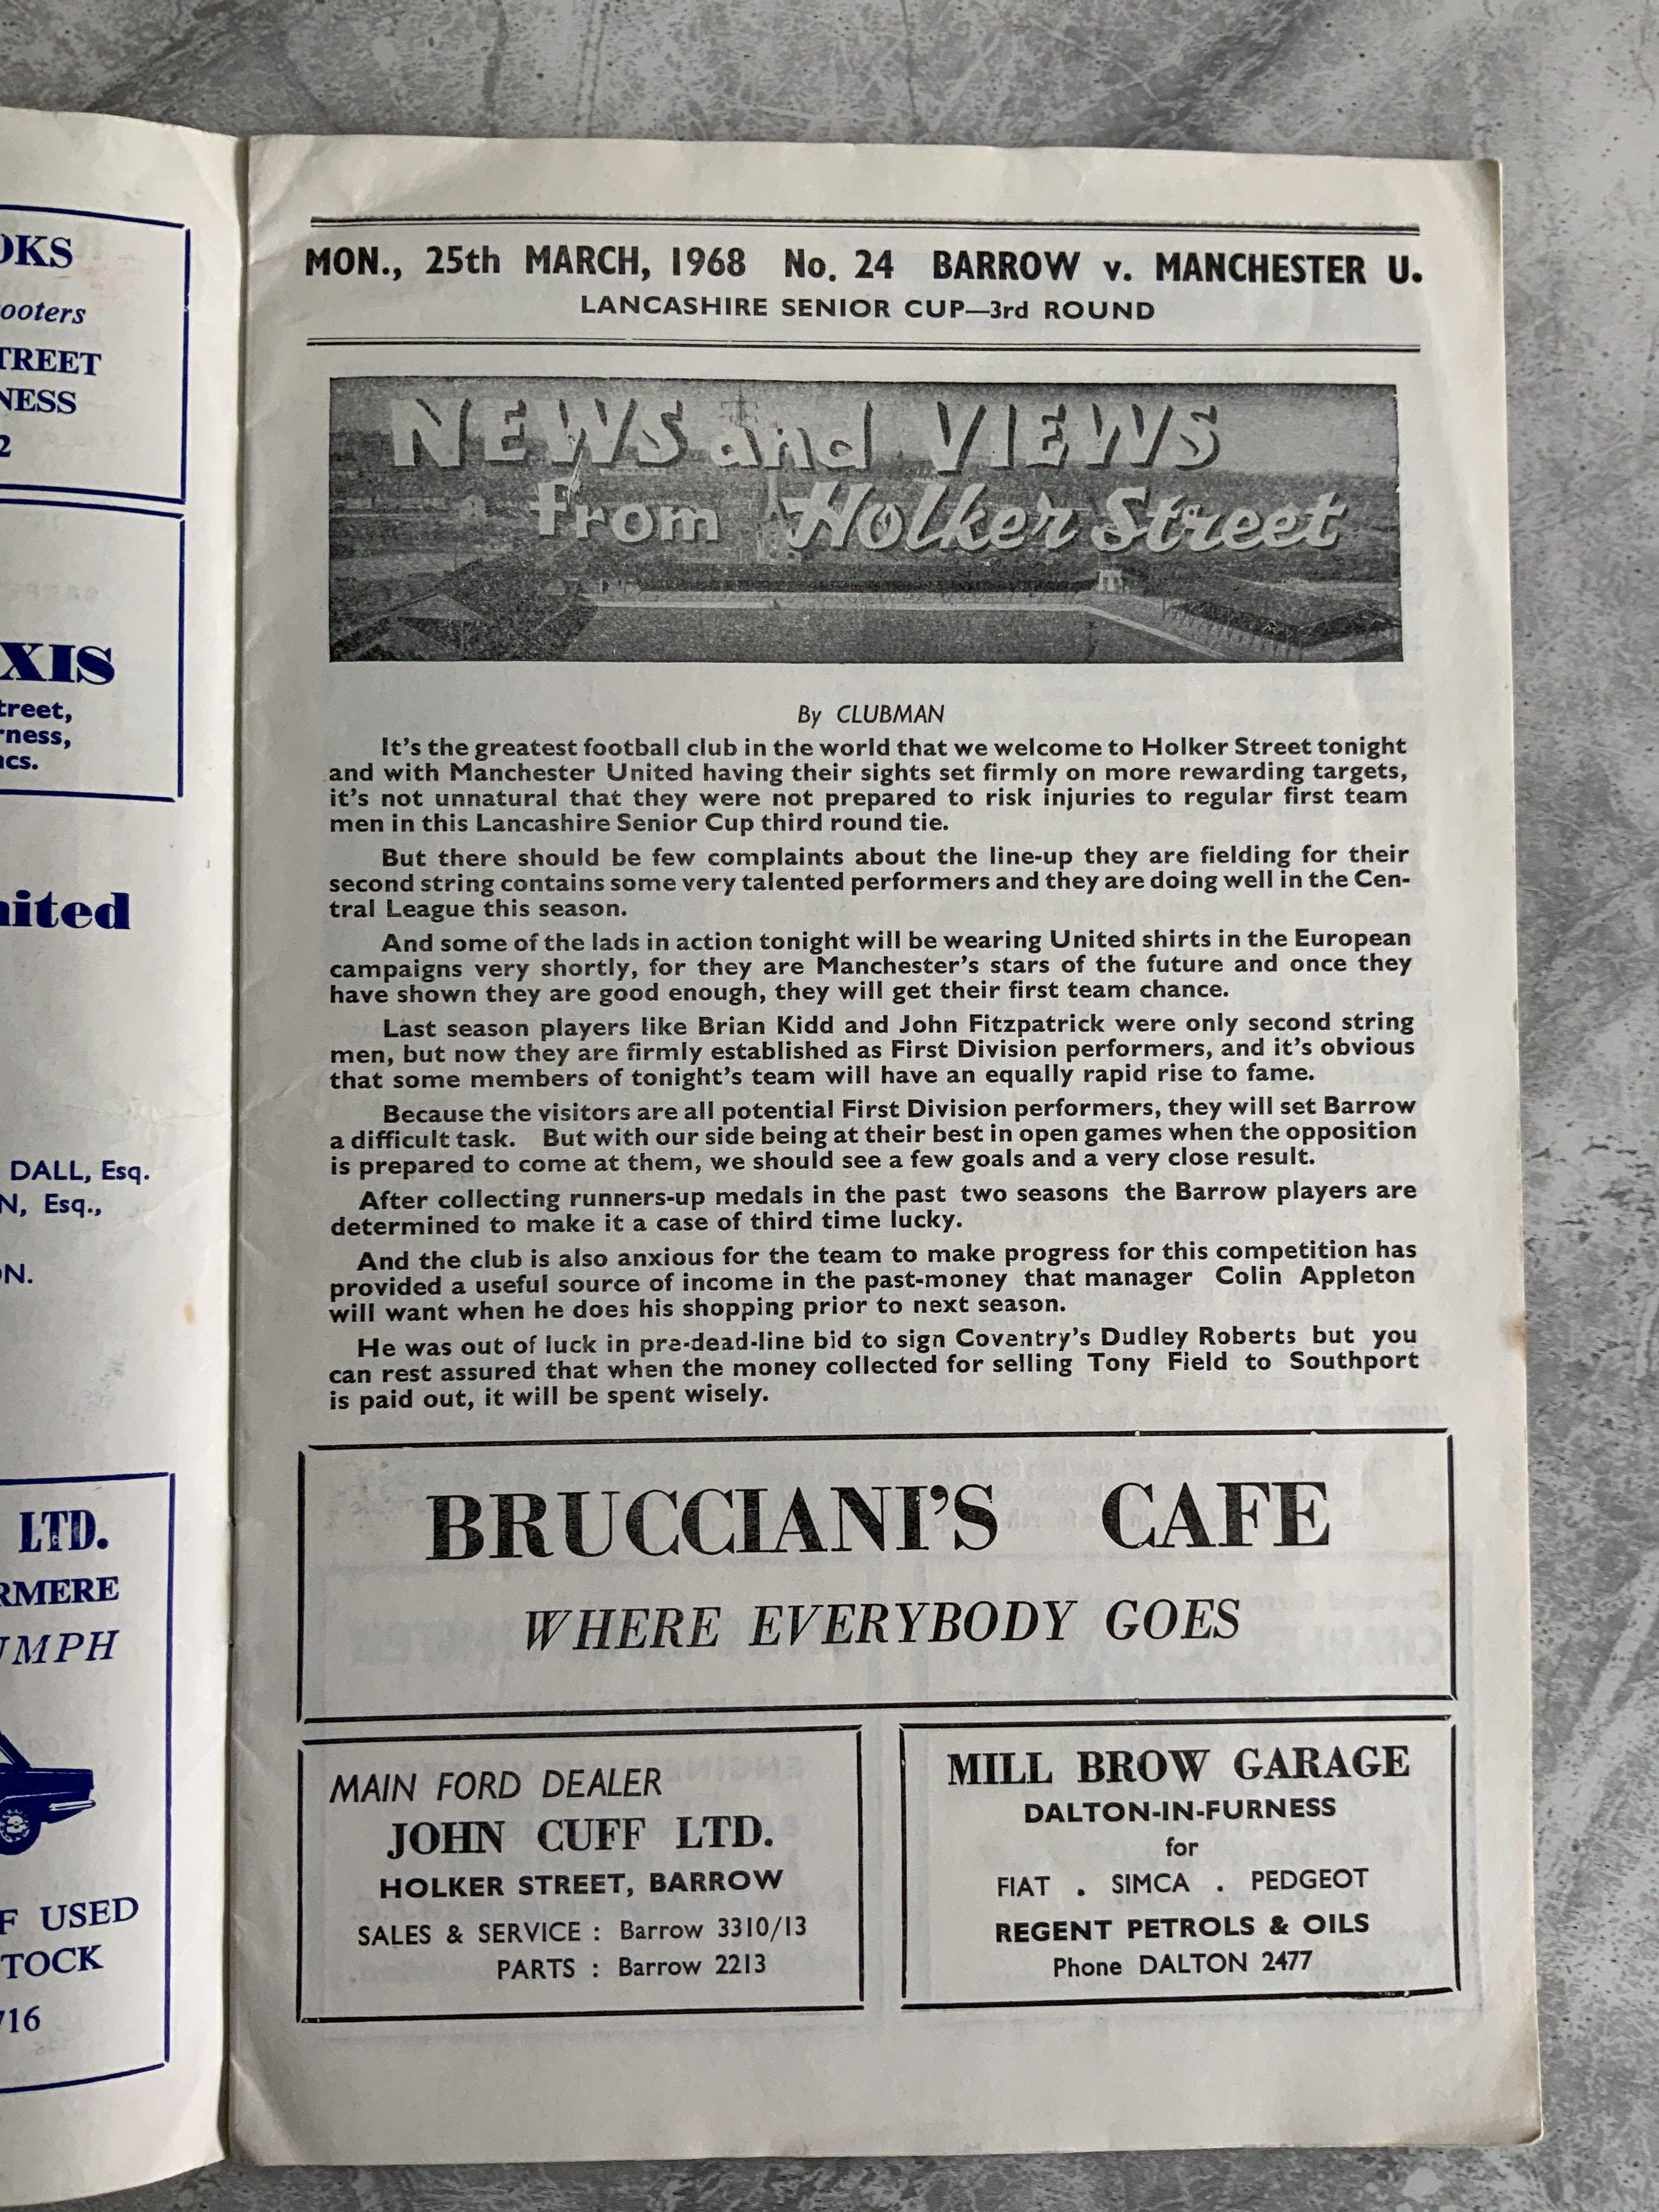 OKS
ooters
TREET
NESS
2
XIS
treet,
rness,
ncs.
nited
DALL, Esq.
N, Esq.,
ON.
LTD.
RMERE
UMPH
F USED
TOCK
716
MON., 25th MARCH, 1968 No. 24 BARROW v. MANCHESTER U.
LANCASHIRE SENIOR CUP—3rd ROUND
NEWS and VIEWS
from Holker Street
By CLUBMAN
It's the greatest football club in the world that we welcome to Holker Street tonight
and with Manchester United having their sights set firmly on more rewarding targets,
it's not unnatural that they were not prepared to risk injuries to regular first team
men in this Lancashire Senior Cup third round tie.
But there should be few complaints about the line-up they are fielding for their
second string contains some very talented performers and they are doing well in the Cen-
tral League this season.
And some of the lads in action tonight will be wearing United shirts in the European
campaigns very shortly, for they are Manchester's stars of the future and once they
have shown they are good enough, they will get their first team chance.
Last season players like Brian Kidd and John Fitzpatrick were only second string
men, but now they are firmly established as First Division performers, and it's obvious
that some members of tonight's team will have an equally rapid rise to fame.
Because the visitors are all potential First Division performers, they will set Barrow
a difficult task. But with our side being at their best in open games when the opposition
is prepared to come at them, we should see a few goals and a very close result.
After collecting runners-up medals in the past two seasons the Barrow players are
determined to make it a case of third time lucky.
And the club is also anxious for the team to make progress for this competition has
provided a useful source of income in the past-money that manager Colin Appleton
will want when he does his shopping prior to next season.
He was out of luck in pre-dead-line bid to sign Coventry's Dudley Roberts but you
can rest assured that when the money collected for selling Tony Field to Southport
is paid out, it will be spent wisely.
BRUCCIANI'S CAFE
WHERE EVERYBODY GOES
MAIN FORD DEALER
JOHN CUFF LTD.
HOLKER STREET, BARROW
SALES & SERVICE : Barrow 3310/13
PARTS : Barrow 2213
MILL BROW GARAGE
DALTON-IN-FURNESS
for
FIAT . SIMCA . PEDGEOT
REGENT PETROLS & OILS
Phone DALTON 2477